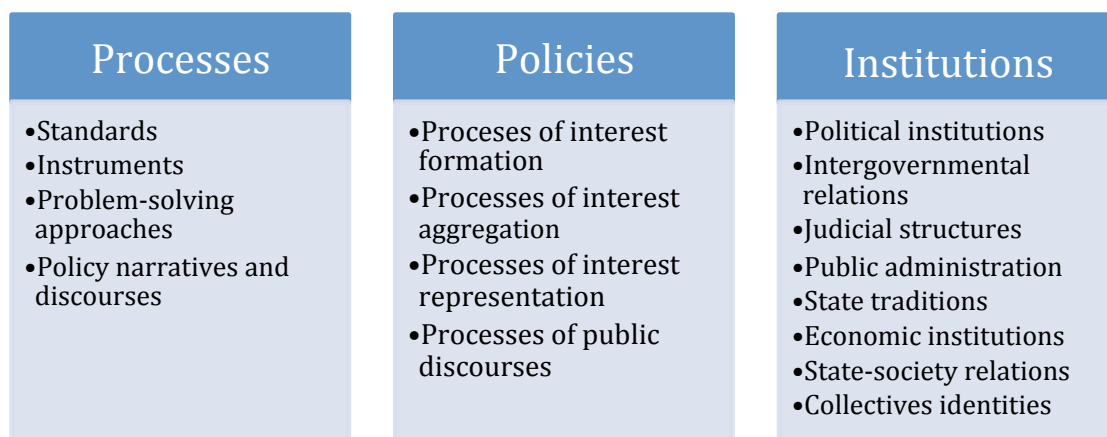 Processes
•Standards
•Instruments
•Problem-solving
approaches
•Policy narratives and
discourses
Policies
•Proceses of interest
formation
•Processes of interest
aggregation
•Processes of interest
representation
•Processes of public
discourses
Institutions
•Political institutions
•Intergovernmental
relations
•Judicial structures
•Public administration
•State traditions
•Economic institutions
•State-society relations
•Collectives identities